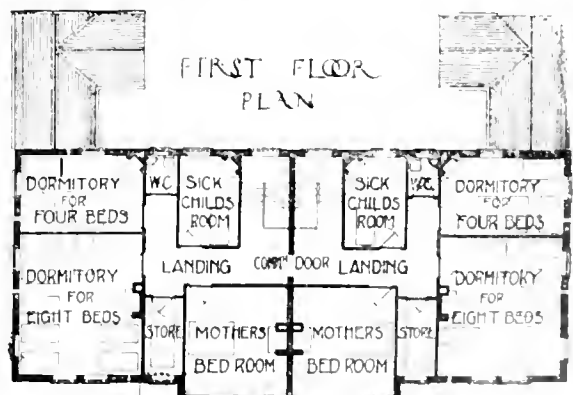 FIRST FLOOR
PLAN
DORMITORY
FOR
FOUR BEDS
W.C.
SICK
CHILDS
ROOM
SICK
CHILDS
ROOM
W.C.
DORMITORY
FOR
FOUR BEDS
LANDING
COMMN DOOR
LANDING
DORMITORY
FOR
EIGHT BEDS
STORE
MOTHERS
BED ROOM
MOTHERS
BED ROOM
STORE
DORMITORY
FOR
EIGHT BEDS